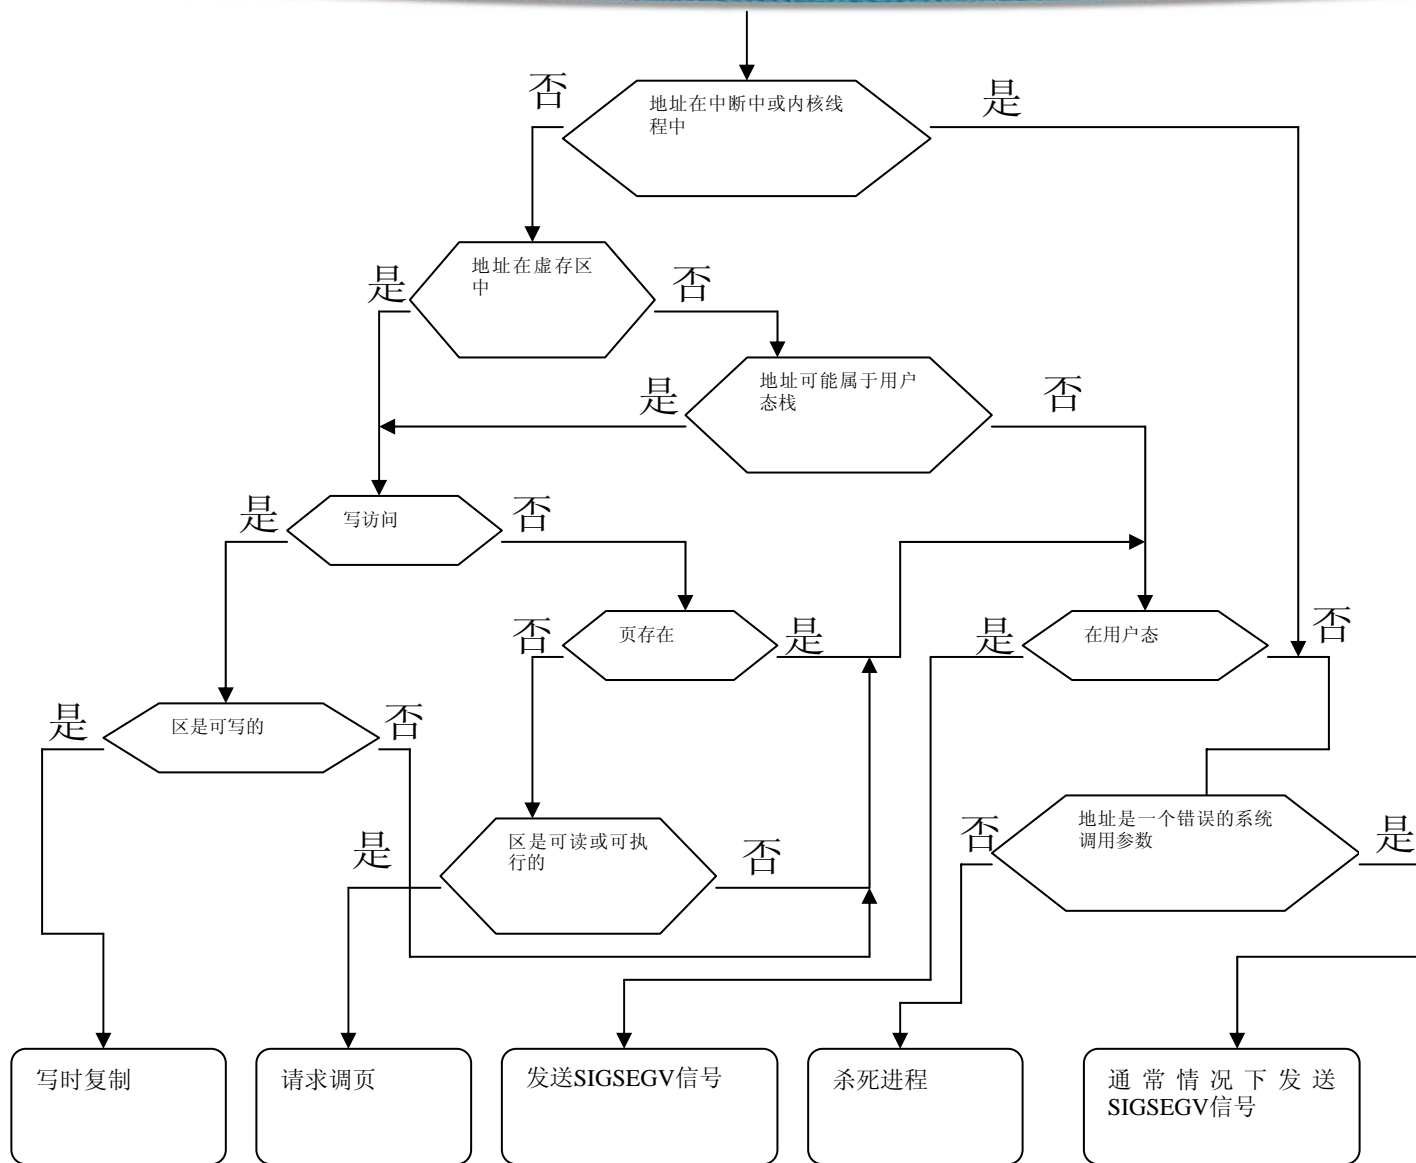 否
地址在中断中或内核线
程中
是
是
地址在虚存区
中
否
是
地址可能属于用户
态栈
否
是
写访问
否
否
页存在
是
是
在用户态
否
是
区是可写的
否
是
区是可读或可执
行的
否
否
地址是一个错误的系统
调用参数
是
写时复制
请求调页
发送SIGSEGV信号
杀死进程
通常情况下发送
SIGSEGV信号